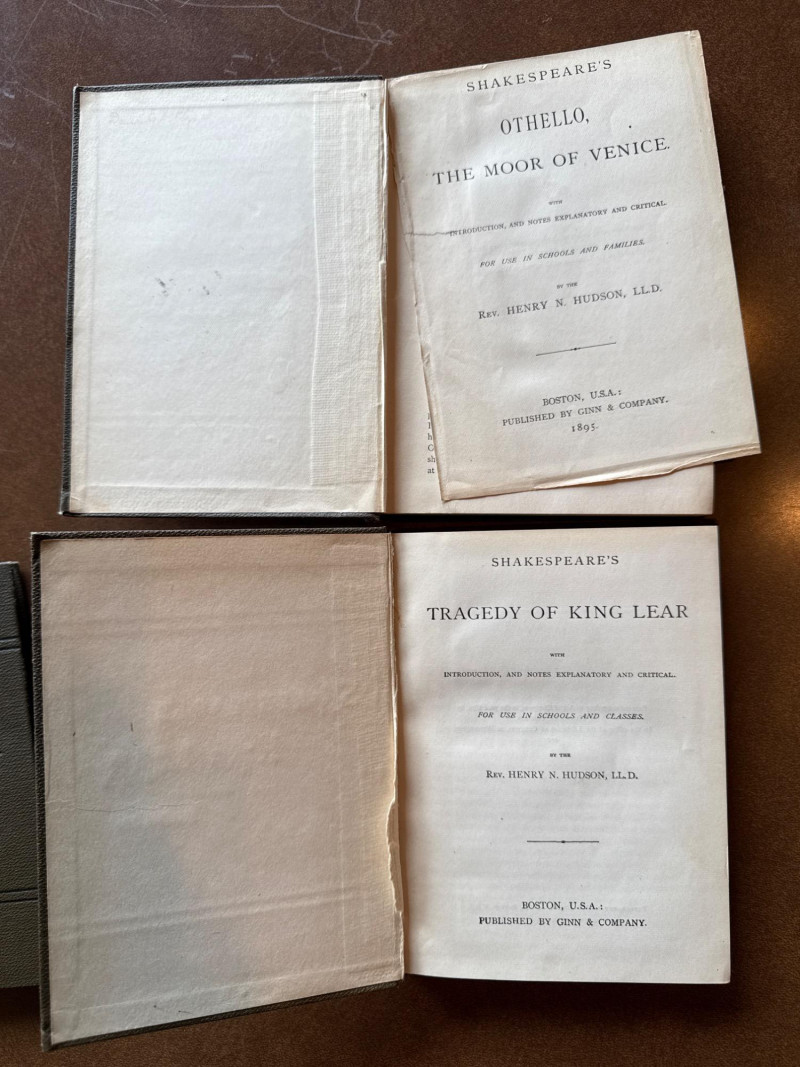 SHAKESPEARE'S
OTHELLO,
THE MOOR OF VENICE.
WITH
INTRODUCTION, AND NOTES EXPLANATORY AND CRITICAL.
FOR USE IN SCHOOLS AND FAMILIES.
BY THE
REV. HENRY N. HUDSON, LL.D.
BOSTON, U.S.A.:
PUBLISHED BY GINN & COMPANY.
1895.
h
C
sh
at
SHAKESPEARE'S
TRAGEDY OF KING LEAR
WITH
INTRODUCTION, AND NOTES EXPLANATORY AND CRITICAL.
FOR USE IN SCHOOLS AND CLASSES.
BY THE
REV. HENRY N. HUDSON, LL.D.
BOSTON, U.S.A.:
PUBLISHED BY GINN & COMPANY.